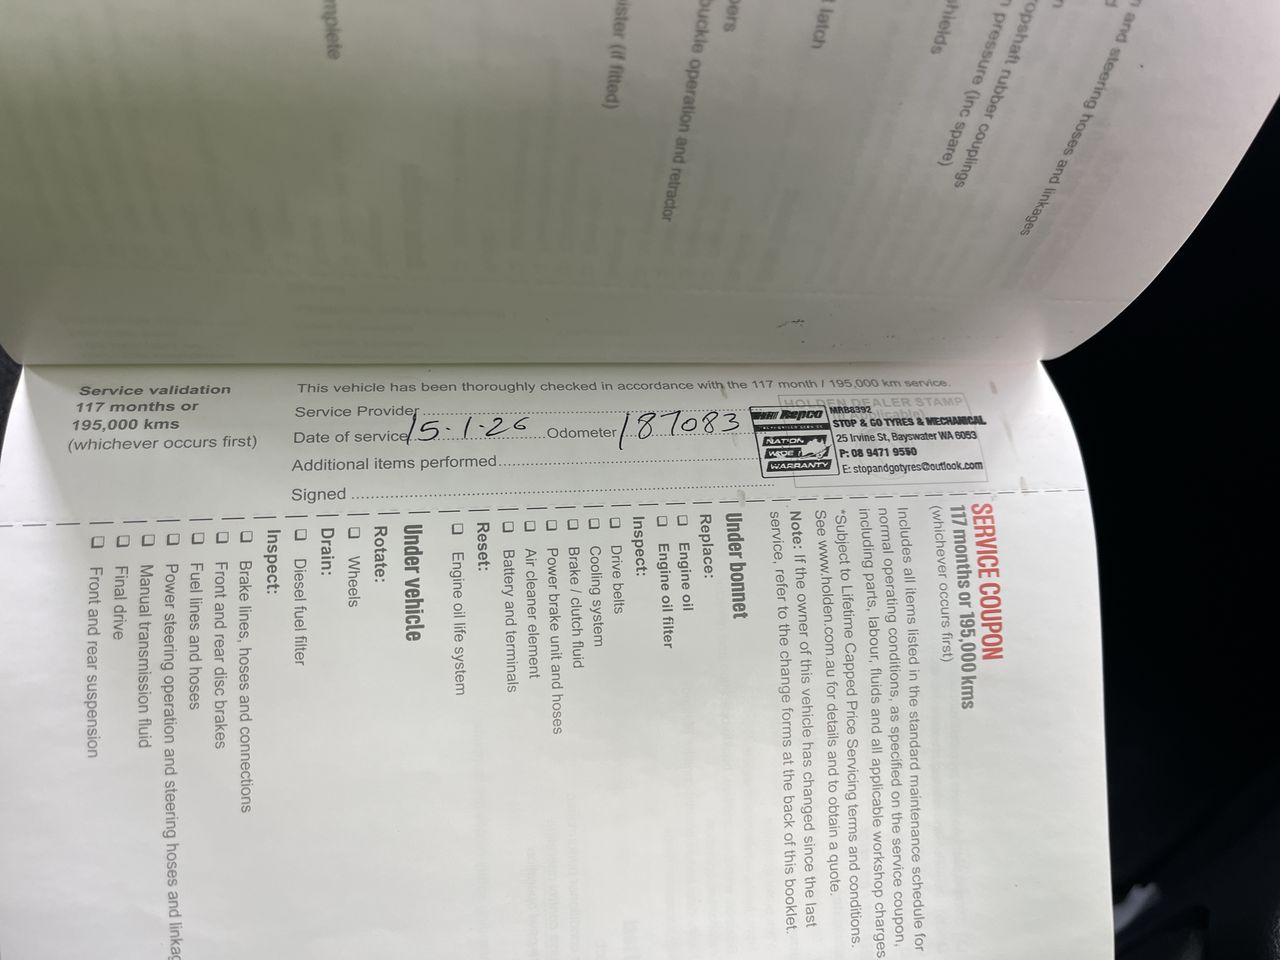 nplete
ister (if fitted)
buckle operation and retractor
latch
hields
pressure (inc spare)
opshaft rubber couplings
and steering hoses and linkages
Service validation
117 months or
195,000 kms
(whichever occurs first)
This vehicle has been thoroughly checked in accordance with the 117 month / 195,000 km service.
Service Provider
Date of service 15.1.26 Odometer 187083
Additional items performed
Signed
HOLDEN DEALER STAMP
Repco
NATION
WIDE
WARRANTY
MRB8392
STOP & GO TYRES & MECHANICAL
25 Irvine St, Bayswater WA 6053
P: 08 9471 9550
E: stopandgotyres@outlook.com
SERVICE COUPON
117 months or 195,000 kms
(whichever occurs first)
Includes all items listed in the standard maintenance schedule for
normal operating conditions, as specified on the service coupon,
including parts, labour, fluids and all applicable workshop charges
*Subject to Lifetime Capped Price Servicing terms and conditions.
See www.holden.com.au for details and to obtain a quote.
Note: If the owner of this vehicle has changed since the last
service, refer to the change forms at the back of this booklet.
Under bonnet
Replace:
Engine oil
Engine oil filter
Inspect:
Drive belts
Cooling system
Brake / clutch fluid
Power brake unit and hoses
Air cleaner element
Battery and terminals
Reset:
Engine oil life system
Under vehicle
Rotate:
Wheels
Drain:
Diesel fuel filter
Inspect:
Brake lines, hoses and connections
Front and rear disc brakes
Fuel lines and hoses
Power steering operation and steering hoses and linkag
Manual transmission fluid
Final drive
Front and rear suspension